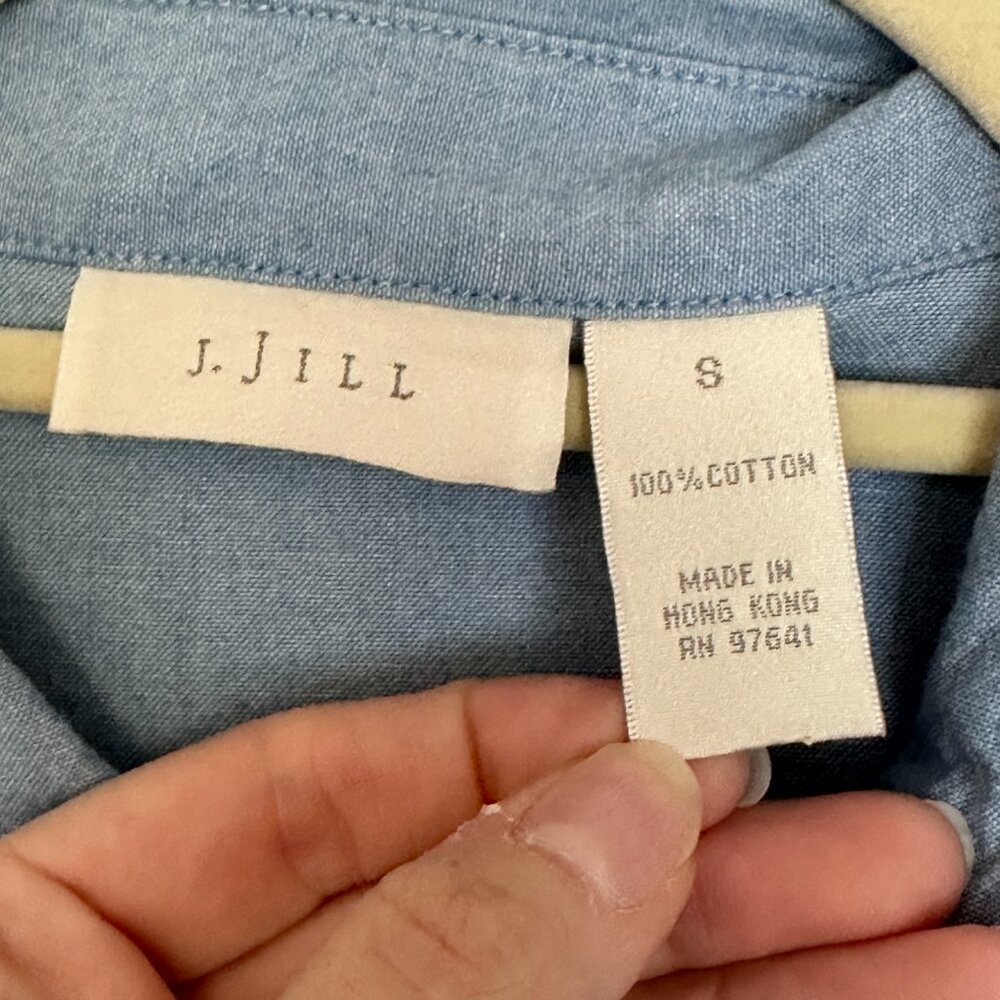 J. JILL
S
100% COTTON
MADE IN
HONG KONG
RN 97641